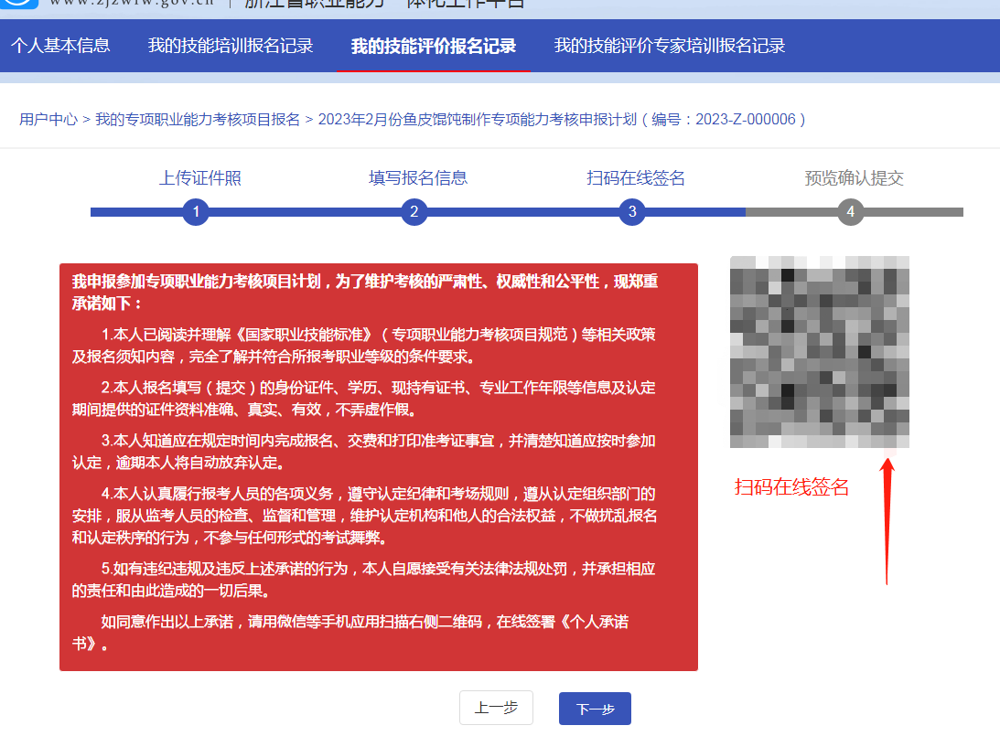 www.zjzwfw.gov.cn | 浙江省职业能力一体化工作平台
个人基本信息 我的技能培训报名记录 我的技能评价报名记录 我的技能评价专家培训报名记录
用户中心 > 我的专项职业能力考核项目报名 > 2023年2月份鱼皮馄饨制作专项能力考核申报计划（编号：2023-Z-000006）
上传证件照 填写报名信息 扫码在线签名 预览确认提交
1 2 3 4
我申报参加专项职业能力考核项目计划，为了维护考核的严肃性、权威性和公平性，现郑重
承诺如下：
1.本人已阅读并理解《国家职业技能标准》（专项职业能力考核项目规范）等相关政策
及报名须知内容，完全了解并符合所报考职业等级的条件要求。
2.本人报名填写（提交）的身份证件、学历、现持有证书、专业工作年限等信息及认定
期间提供的证件资料准确、真实、有效，不弄虚作假。
3.本人知道应在规定时间内完成报名、交费和打印准考证事宜，并清楚知道应按时参加
认定，逾期本人将自动放弃认定。
4.本人认真履行报考人员的各项义务，遵守认定纪律和考场规则，遵从认定组织部门的
安排，服从监考人员的检查、监督和管理，维护认定机构和他人的合法权益，不做扰乱报名
和认定秩序的行为，不参与任何形式的考试舞弊。
5.如有违纪违规及违反上述承诺的行为，本人自愿接受有关法律法规处罚，并承担相应
的责任和由此造成的一切后果。
如同意作出以上承诺，请用微信等手机应用扫描右侧二维码，在线签署《个人承诺
书》。
扫码在线签名
上一步 下一步